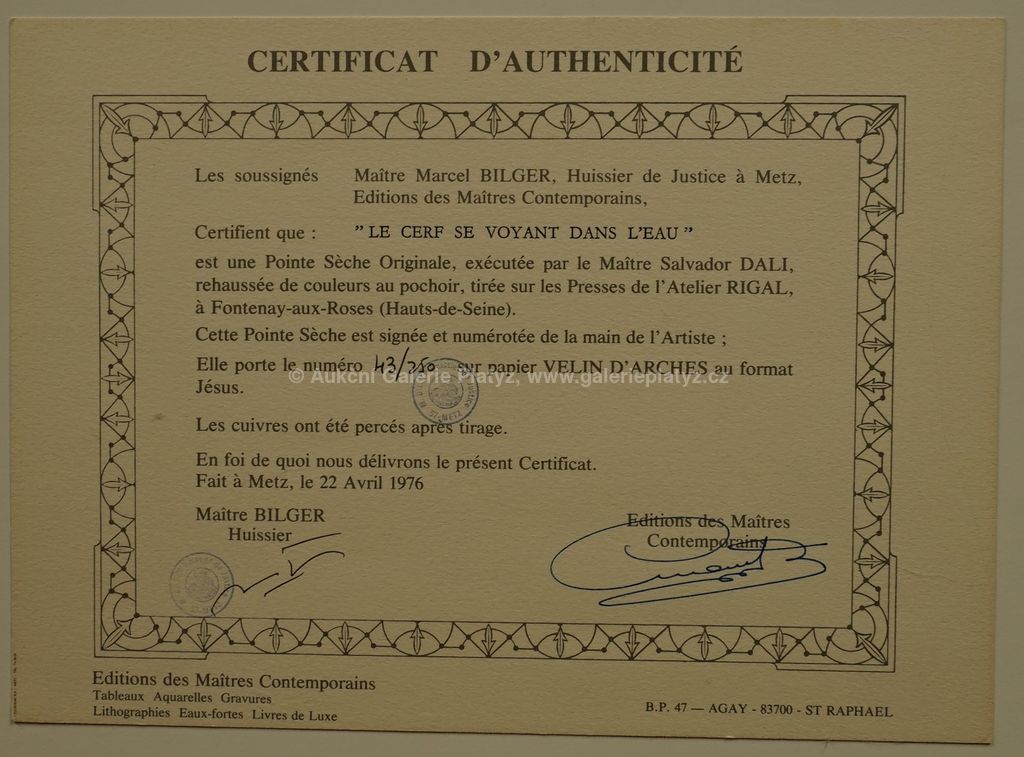 CERTIFICAT D'AUTHENTICITÉ
Les soussignés Maître Marcel BILGER, Huissier de Justice à Metz,
Editions des Maîtres Contemporains,
Certifient que : " LE CERF SE VOYANT DANS L'EAU "
est une Pointe Sèche Originale, exécutée par le Maître Salvador DALI,
rehaussée de couleurs au pochoir, tirée sur les Presses de l'Atelier RIGAL,
à Fontenay-aux-Roses (Hauts-de-Seine).
Cette Pointe Sèche est signée et numérotée de la main de l'Artiste ;
Elle porte le numéro 43/250 sur papier VELIN D'ARCHES au format
© Aukční Galerie Platýz, www.galerieplatyz.cz
Jésus.
57-METZ
Les cuivres ont été percés après tirage.
En foi de quoi nous délivrons le présent Certificat.
Fait à Metz, le 22 Avril 1976
Maître BILGER
Huissier
Editions des Maîtres
Contemporains
Editions des Maîtres Contemporains
Tableaux Aquarelles Gravures
Lithographies Eaux-fortes Livres de Luxe
B.P. 47 — AGAY - 83700 - ST RAPHAEL